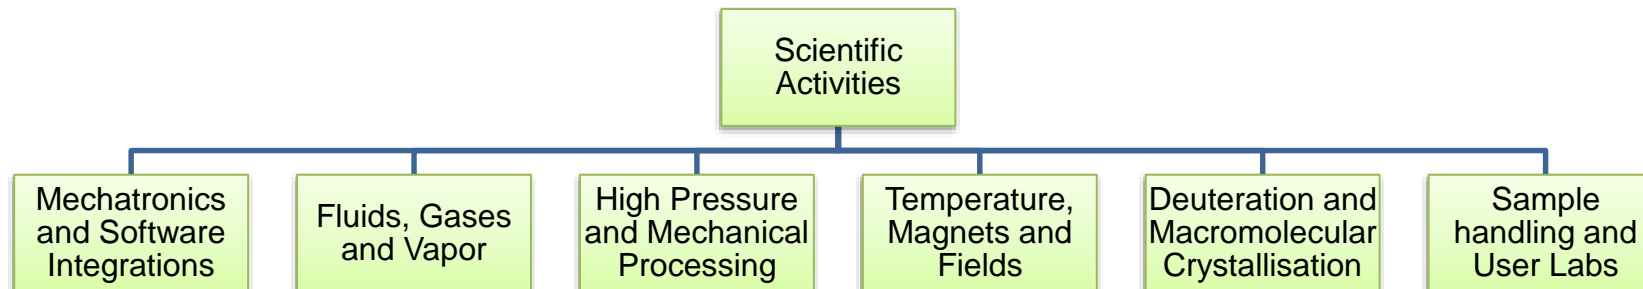 Scientific
Activities
Mechatronics
and Software
Integrations
Fluids, Gases
and Vapor
High Pressure
and Mechanical
Processing
Temperature,
Magnets and
Fields
Deuteration and
Macromolecular
Crystallisation
Sample
handling and
User Labs